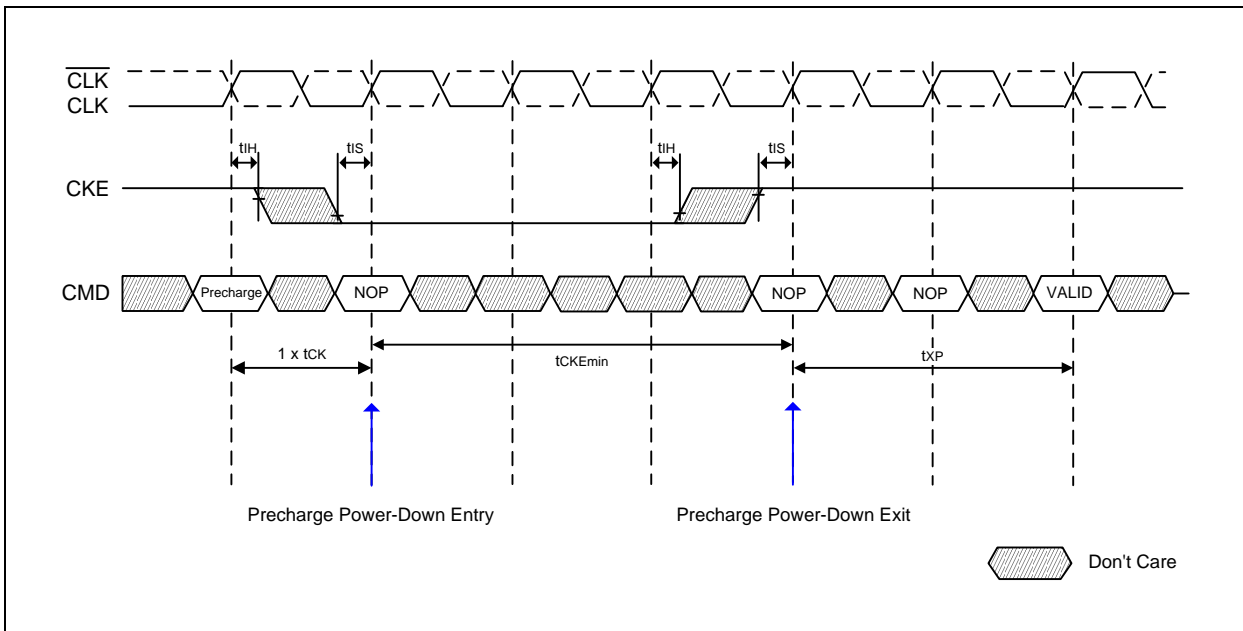 CLK
CLK
tIH
tIS
tIH
tIS
CKE
CMD
Precharge
NOP
NOP
NOP
VALID
1 x tCK
tCKEmin
tXP
Precharge Power-Down Entry
Precharge Power-Down Exit
Don't Care